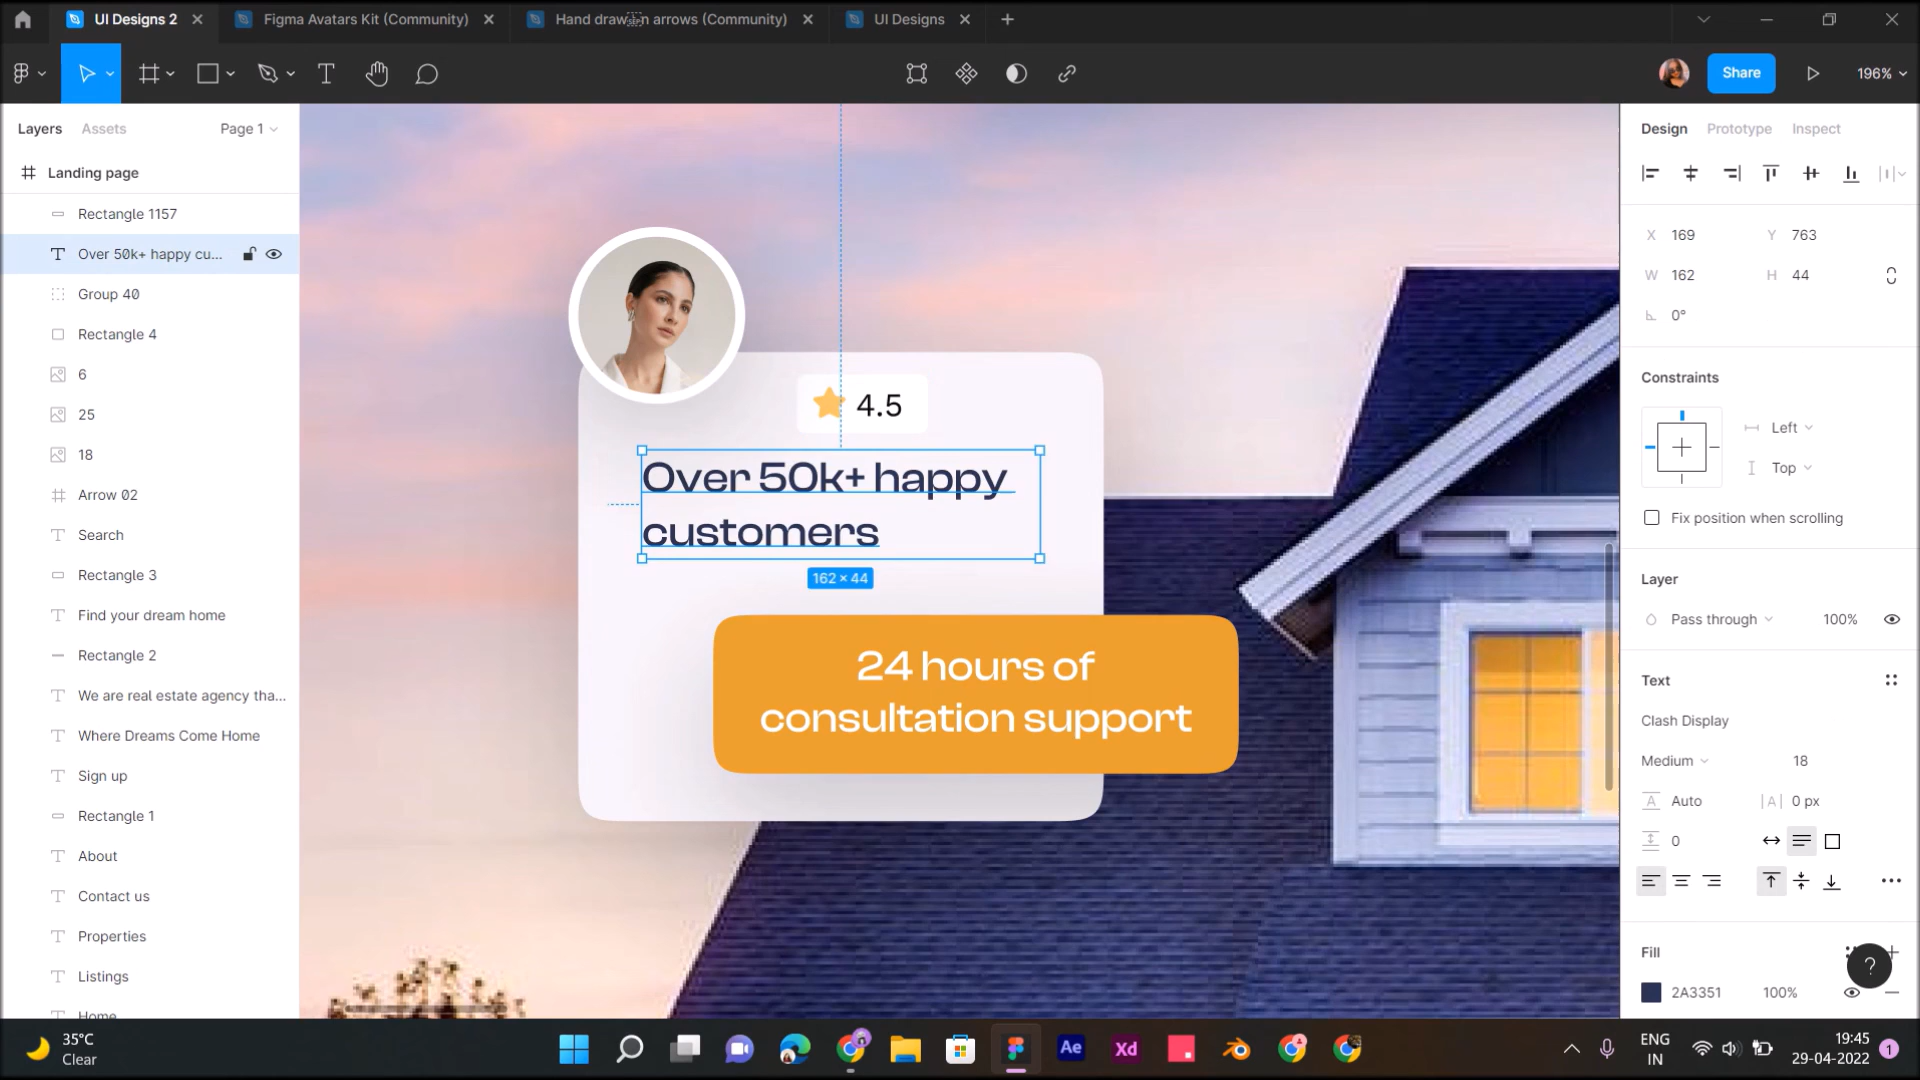 UI Designs 2
Figma Avatars Kit (Community)
UI Designs
Share
196%
Layers
Assets
Page 1
Design
Prototype
Inspect
Landing page
Rectangle 1157
Over 50k+ happy cu...
Group 40
Rectangle 4
6
25
18
Arrow 02
Search
Rectangle 3
Find your dream home
Rectangle 2
We are real estate agency tha...
Where Dreams Come Home
Sign up
Rectangle 1
About
Contact us
Properties
Listings
Home
4.5
Over 50k+ happy
customers
162 × 44
24 hours of
consultation support
X 169
Y 763
W 162
H 44
0°
Constraints
Left
Top
Fix position when scrolling
Layer
Pass through
100%
Text
Clash Display
Medium
18
A Auto
|A| 0 px
0
Fill
2A3351
100%
?
35°C
Clear
Ae
Xd
ENG
IN
19:45
29-04-2022
1